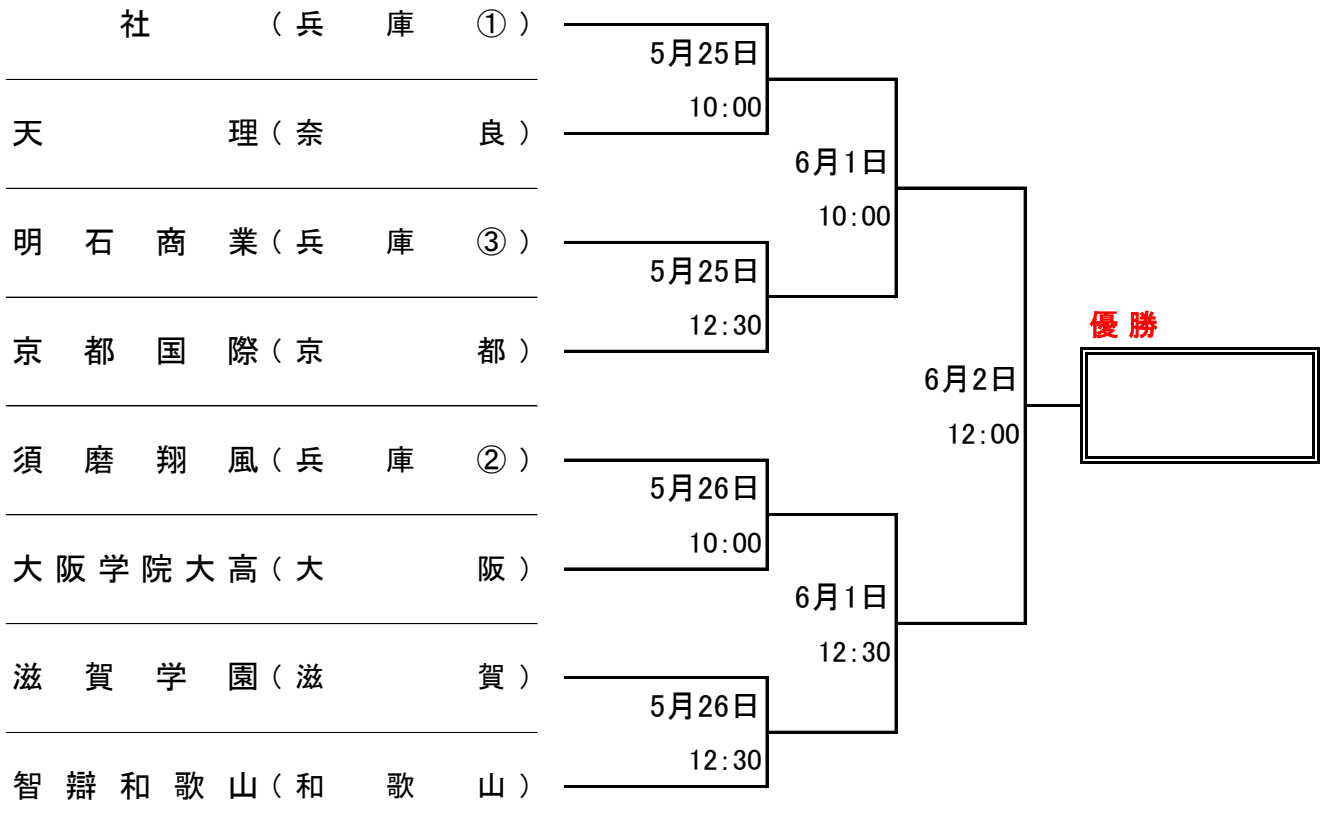 社(兵庫①)
5月25日
10:00
天理(奈良)
6月1日
10:00
明石商業(兵庫③)
5月25日
12:30
京都国際(京都)
優勝
6月2日
12:00
須磨翔風(兵庫②)
5月26日
10:00
大阪学院大高(大阪)
6月1日
12:30
滋賀学園(滋賀)
5月26日
12:30
智辯和歌山(和歌山)